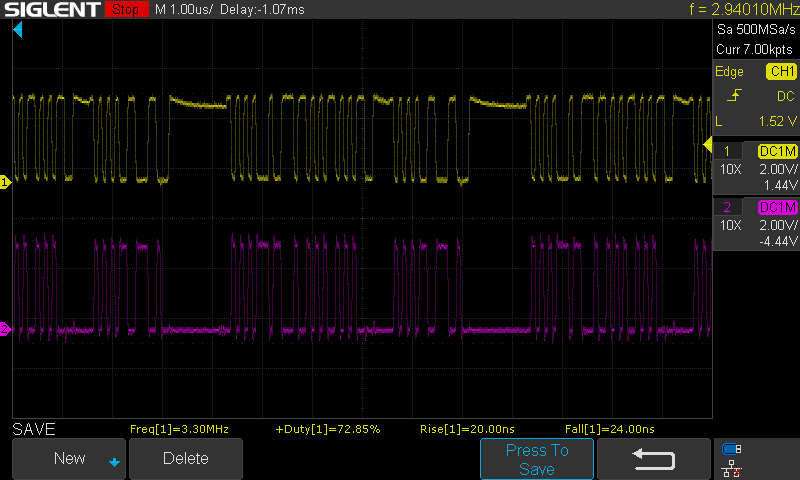 SIGLENT Stop M 1.00us/ Delay:-1.07ms f = 2.94010MHz
Sa 500MSa/s
Curr 7.00kpts
Edge CH1
DC
L 1.52 V
1 DC1M
10X 2.00V/
1.44V
2 DC1M
10X 2.00V/
-4.44V
1
2
SAVE Freq[1]=3.30MHz +Duty[1]=72.85% Rise[1]=20.00ns Fall[1]=24.00ns
New Delete Press To
Save